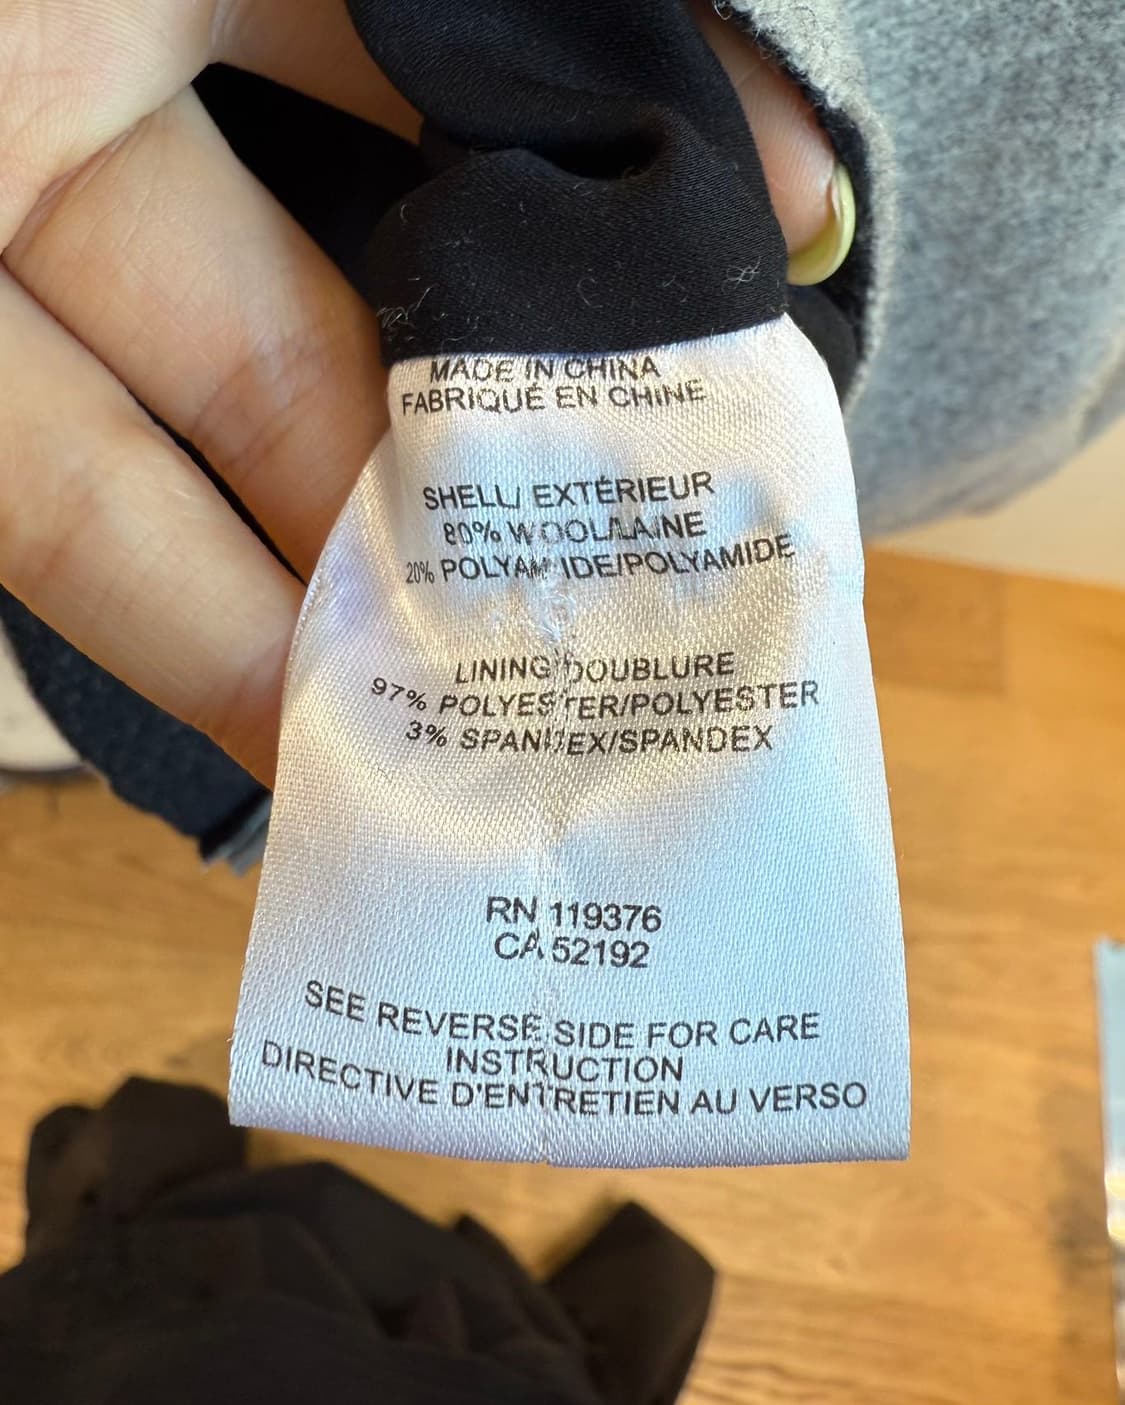 MADE IN CHINA
FABRIQUÉ EN CHINE
SHELL/ EXTÉRIEUR
80% WOOL/LAINE
20% POLYAMIDE/POLYAMIDE
LINING/DOUBLURE
97% POLYESTER/POLYESTER
3% SPANDEX/SPANDEX
RN 119376
CA 52192
SEE REVERSE SIDE FOR CARE
INSTRUCTION
DIRECTIVE D'ENTRETIEN AU VERSO